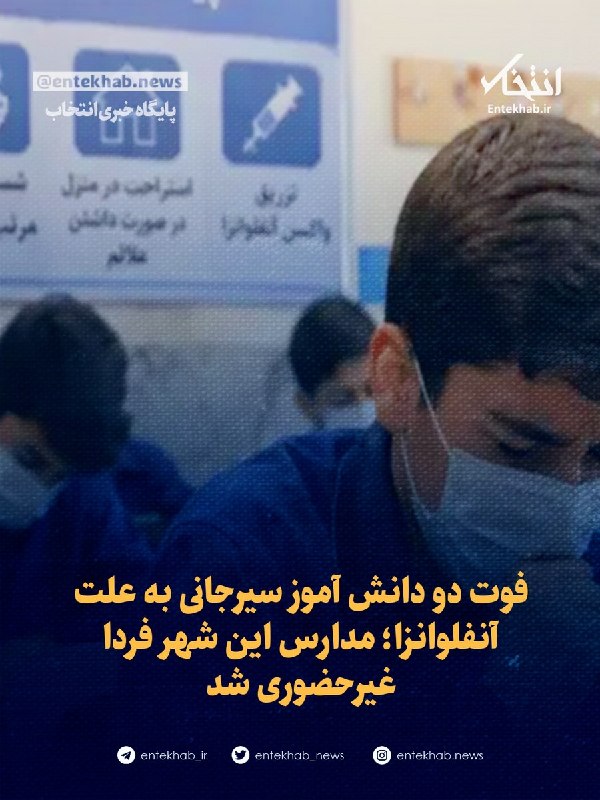 @entekhab.news
پایگاه خبری انتخاب
انتخاب
Entekhab.ir
تزریق
واکسن آنفلوانزا
استراحت در منزل
در صورت داشتن
علائم
فوت دو دانش آموز سیرجانی به علت
آنفلوانزا؛ مدارس این شهر فردا
غیرحضوری شد
entekhab_ir
entekhab_news
entekhab.news